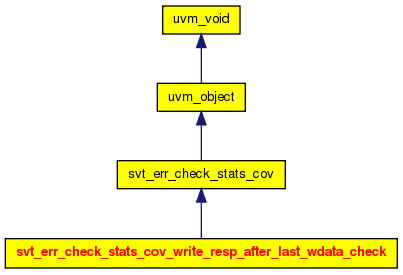 uvm_void
uvm_object
svt_err_check_stats_cov
svt_err_check_stats_cov_write_resp_after_last_wdata_check